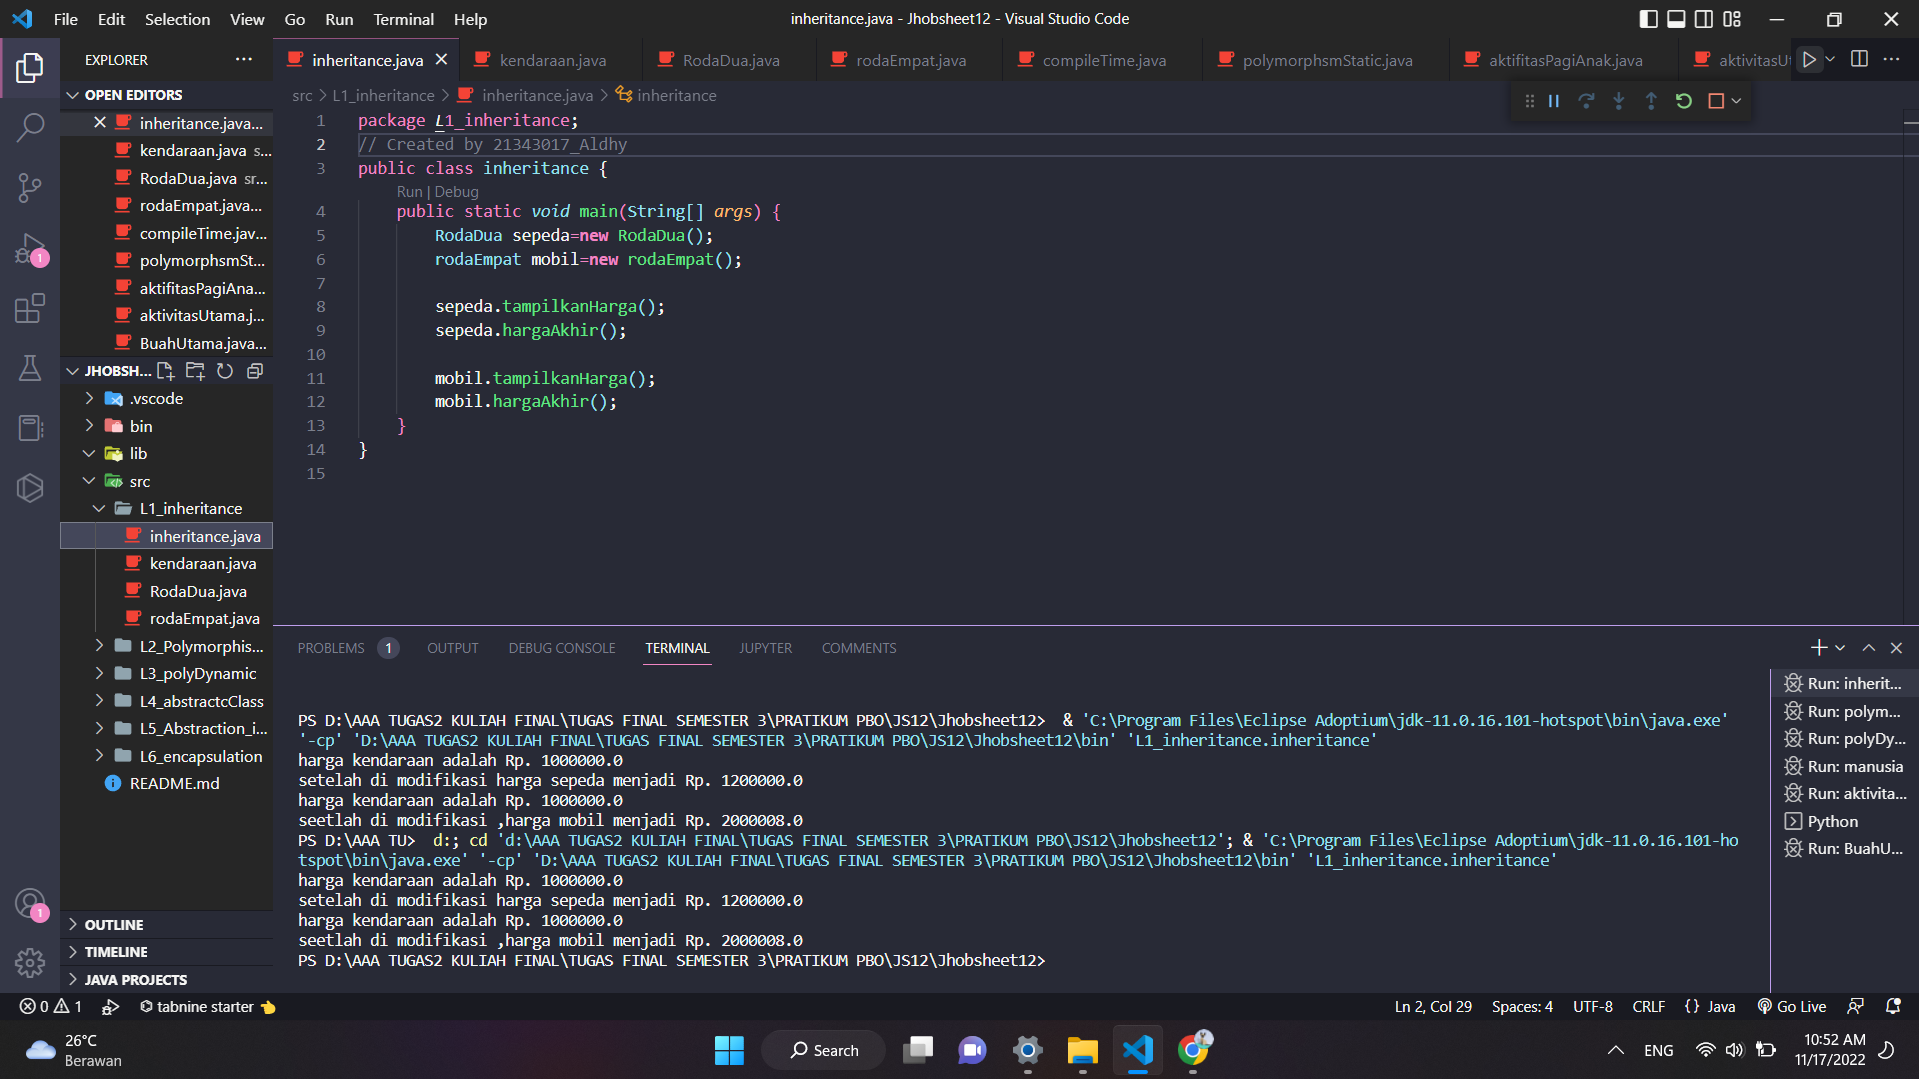 File Edit Selection View Go Run Terminal Help
inheritance.java - Jhobsheet12 - Visual Studio Code
EXPLORER
inheritance.java
kendaraan.java
RodaDua.java
rodaEmpat.java
compileTime.java
polymorphsmStatic.java
aktifitasPagiAnak.java
aktivitasUt
OPEN EDITORS
inheritance.java...
kendaraan.java s...
RodaDua.java sr...
rodaEmpat.java...
compileTime.jav...
polymorphsmSt...
aktifitasPagiAna...
aktivitasUtama.j...
BuahUtama.java...
JHOBSH...
.vscode
bin
lib
src
L1_inheritance
inheritance.java
kendaraan.java
RodaDua.java
rodaEmpat.java
L2_Polymorphis...
L3_polyDynamic
L4_abstractcClass
L5_Abstraction_i...
L6_encapsulation
README.md
OUTLINE
TIMELINE
JAVA PROJECTS
1
1
src > L1_inheritance > inheritance.java > inheritance
1 package L1_inheritance;
2 // Created by 21343017_Aldhy
3 public class inheritance {
Run | Debug
4 public static void main(String[] args) {
5 RodaDua sepeda=new RodaDua();
6 rodaEmpat mobil=new rodaEmpat();
7
8 sepeda.tampilkanHarga();
9 sepeda.hargaAkhir();
10
11 mobil.tampilkanHarga();
12 mobil.hargaAkhir();
13 }
14 }
15
PROBLEMS 1 OUTPUT DEBUG CONSOLE TERMINAL JUPYTER COMMENTS
PS D:\AAA TUGAS2 KULIAH FINAL\TUGAS FINAL SEMESTER 3\PRATIKUM PBO\JS12\Jhobsheet12> & 'C:\Program Files\Eclipse Adoptium\jdk-11.0.16.101-hotspot\bin\java.exe'
'-cp' 'D:\AAA TUGAS2 KULIAH FINAL\TUGAS FINAL SEMESTER 3\PRATIKUM PBO\JS12\Jhobsheet12\bin' 'L1_inheritance.inheritance'
harga kendaraan adalah Rp. 1000000.0
setelah di modifikasi harga sepeda menjadi Rp. 1200000.0
harga kendaraan adalah Rp. 1000000.0
seetlah di modifikasi ,harga mobil menjadi Rp. 2000008.0
PS D:\AAA TU> d:; cd 'd:\AAA TUGAS2 KULIAH FINAL\TUGAS FINAL SEMESTER 3\PRATIKUM PBO\JS12\Jhobsheet12'; & 'C:\Program Files\Eclipse Adoptium\jdk-11.0.16.101-ho
tspot\bin\java.exe' '-cp' 'D:\AAA TUGAS2 KULIAH FINAL\TUGAS FINAL SEMESTER 3\PRATIKUM PBO\JS12\Jhobsheet12\bin' 'L1_inheritance.inheritance'
harga kendaraan adalah Rp. 1000000.0
setelah di modifikasi harga sepeda menjadi Rp. 1200000.0
harga kendaraan adalah Rp. 1000000.0
seetlah di modifikasi ,harga mobil menjadi Rp. 2000008.0
PS D:\AAA TUGAS2 KULIAH FINAL\TUGAS FINAL SEMESTER 3\PRATIKUM PBO\JS12\Jhobsheet12>
Run: inherit...
Run: polym...
Run: polyDy...
Run: manusia
Run: aktivita...
Python
Run: BuahU...
0 1 tabnine starter
Ln 2, Col 29 Spaces: 4 UTF-8 CRLF {} Java Go Live
26°C
Berawan
Search
ENG
10:52 AM
11/17/2022